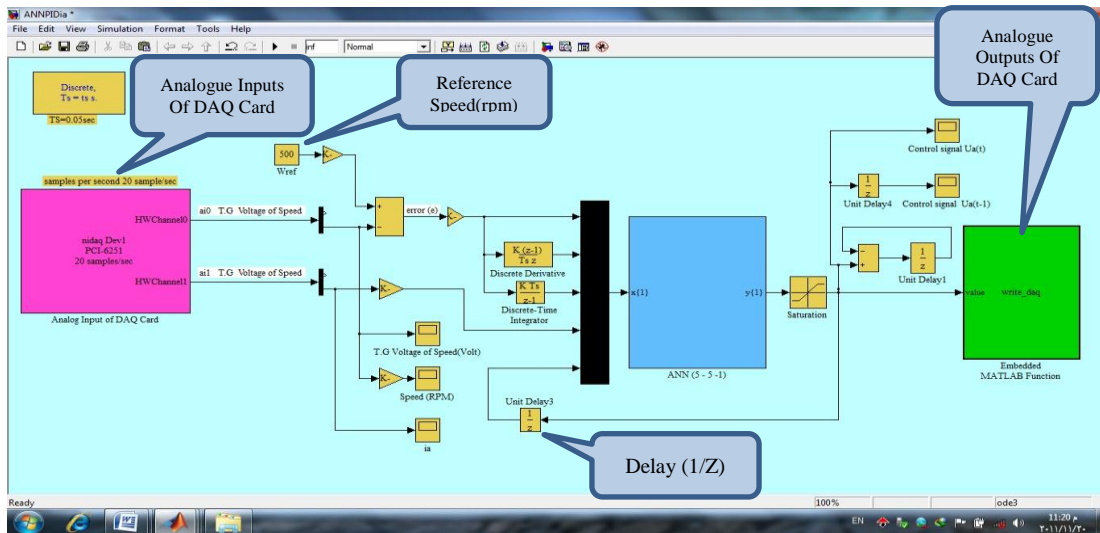 ANNPIDia *
File Edit View Simulation Format Tools Help
inf
Normal
Analogue Inputs
Of DAQ Card
Reference
Speed(rpm)
Analogue
Outputs Of
DAQ Card
Discrete,
Ts = ts s.
TS=0.05sec
500
K-
Wref
samples per second 20 sample/sec
HWChannel0
nidaq Dev1
PCI-6251
20 samples/sec
HWChannel1
Analog Input of DAQ Card
ai0 T.G Voltage of Speed
ai1 T.G Voltage of Speed
+
−
error (e)
K-
K (z-1)
Ts z
Discrete Derivative
K Ts
z-1
Discrete-Time
Integrator
K-
T.G Voltage of Speed(Volt)
K-
Speed (RPM)
ia
x{1}
y{1}
ANN (5 - 5 -1)
Saturation
Unit Delay3
1
z
Delay (1/Z)
Control signal Ua(t)
1
z
Unit Delay4
Control signal Ua(t-1)
−
+
1
z
Unit Delay1
value
write_daq
Embedded
MATLAB Function
Ready
100%
ode3
EN
11:20 م
٢٠١١/١١/٢٠